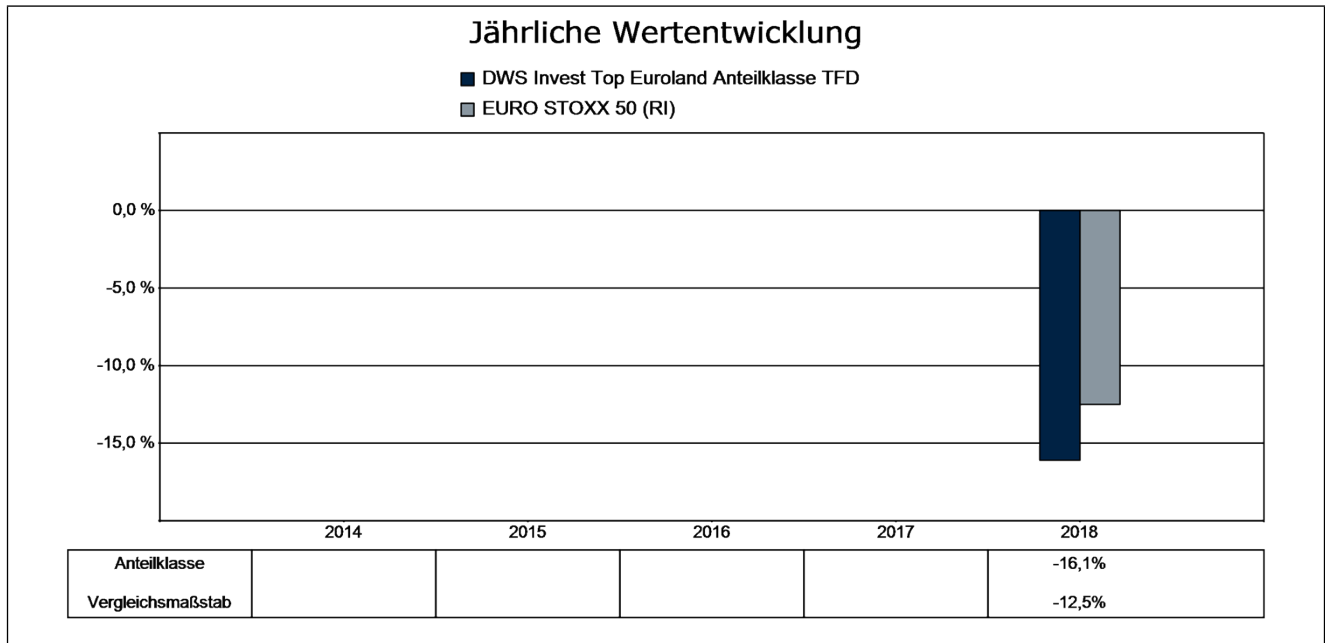 Jährliche Wertentwicklung
DWS Invest Top Euroland Anteilklasse TFD
EURO STOXX 50 (RI)
0,0 %
-5,0 %
-10,0 %
-15,0 %
2014 2015 2016 2017 2018
Anteilklasse -16,1%
Vergleichsmaßstab -12,5%